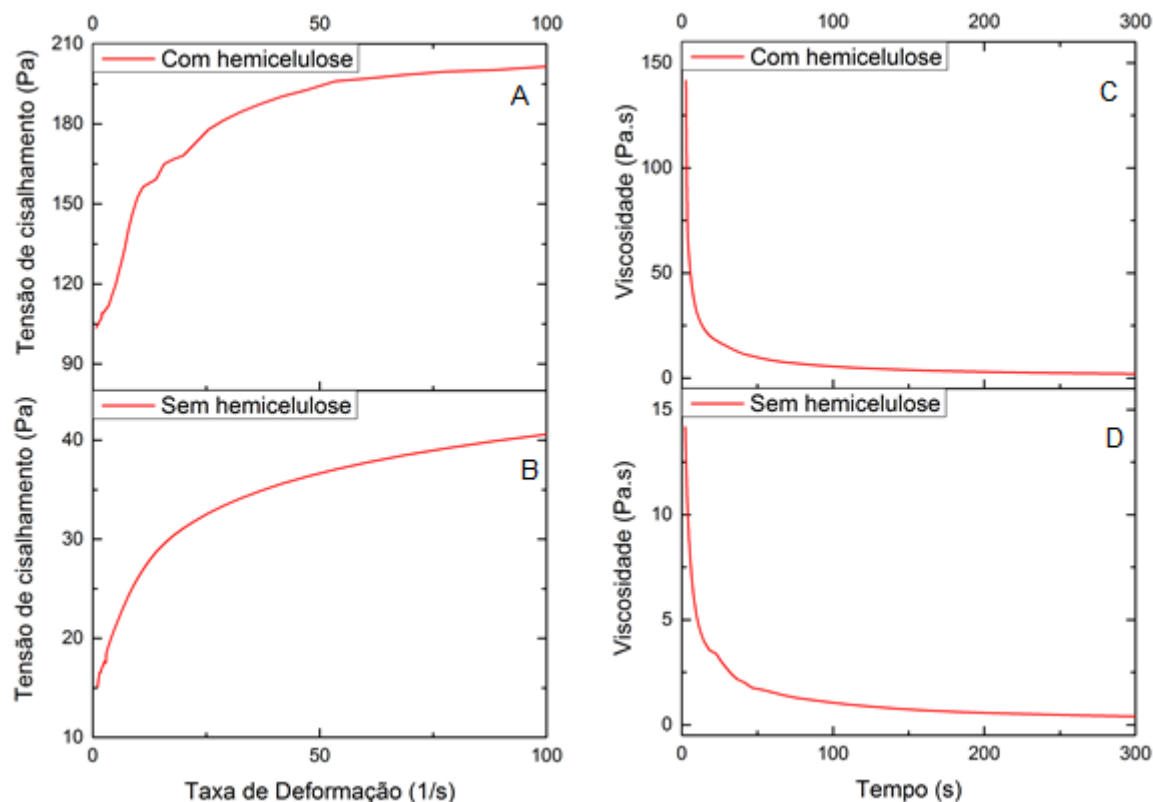 0 50 100
Com hemicelulose
A
210
180
150
120
90
Tensão de cisalhamento (Pa)
Sem hemicelulose
B
40
30
20
10
Tensão de cisalhamento (Pa)
0 50 100
Taxa de Deformação (1/s)
0 100 200 300
Com hemicelulose
C
150
100
50
0
Viscosidade (Pa.s)
Sem hemicelulose
D
15
10
5
0
Viscosidade (Pa.s)
0 100 200 300
Tempo (s)